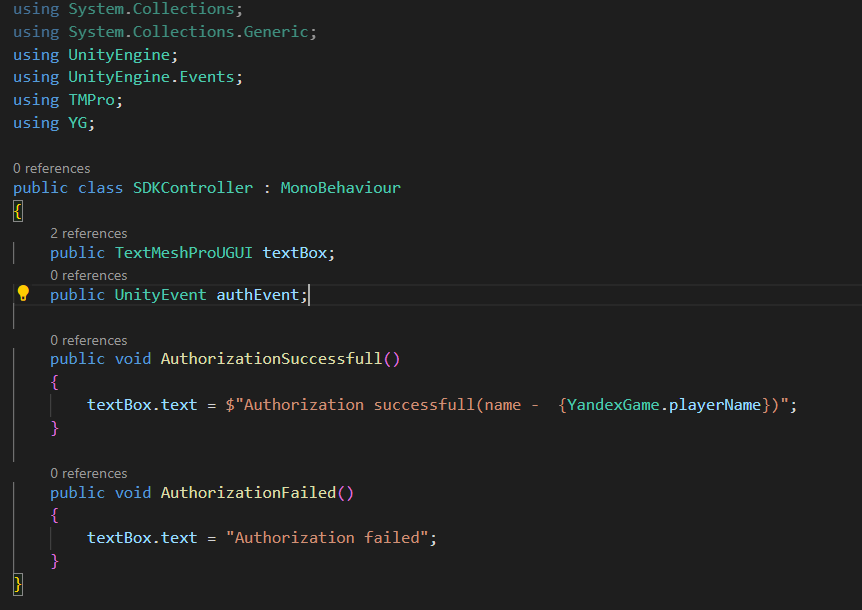 using System.Collections;
using System.Collections.Generic;
using UnityEngine;
using UnityEngine.Events;
using TMPro;
using YG;
0 references
public class SDKController : MonoBehaviour
{
2 references
public TextMeshProUGUI textBox;
0 references
public UnityEvent authEvent;
0 references
public void AuthorizationSuccessfull()
{
textBox.text = $"Authorization successfull(name -  {YandexGame.playerName})";
}
0 references
public void AuthorizationFailed()
{
textBox.text = "Authorization failed";
}
}